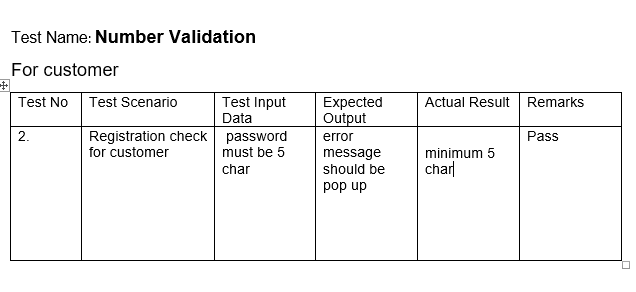 Test Name: Number Validation
For customer
Test No Test Scenario Test Input Data Expected Output Actual Result Remarks
2. Registration check for customer password must be 5 char error message should be pop up minimum 5 char Pass